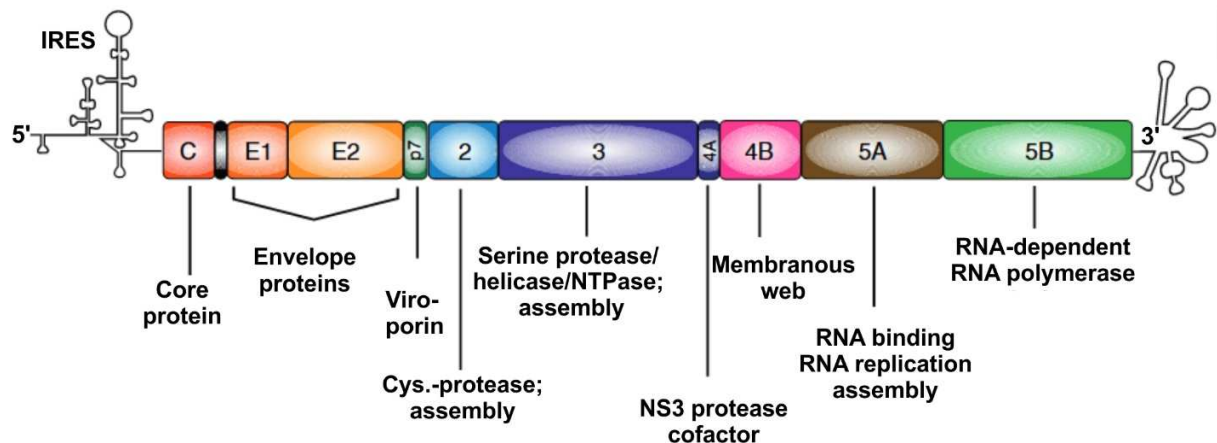 IRES
5'
C
E1
E2
p7
2
3
4A
4B
5A
5B
3'
Core
protein
Envelope
proteins
Viro-
porin
Cys.-protease;
assembly
Serine protease/
helicase/NTPase;
assembly
NS3 protease
cofactor
Membranous
web
RNA binding
RNA replication
assembly
RNA-dependent
RNA polymerase